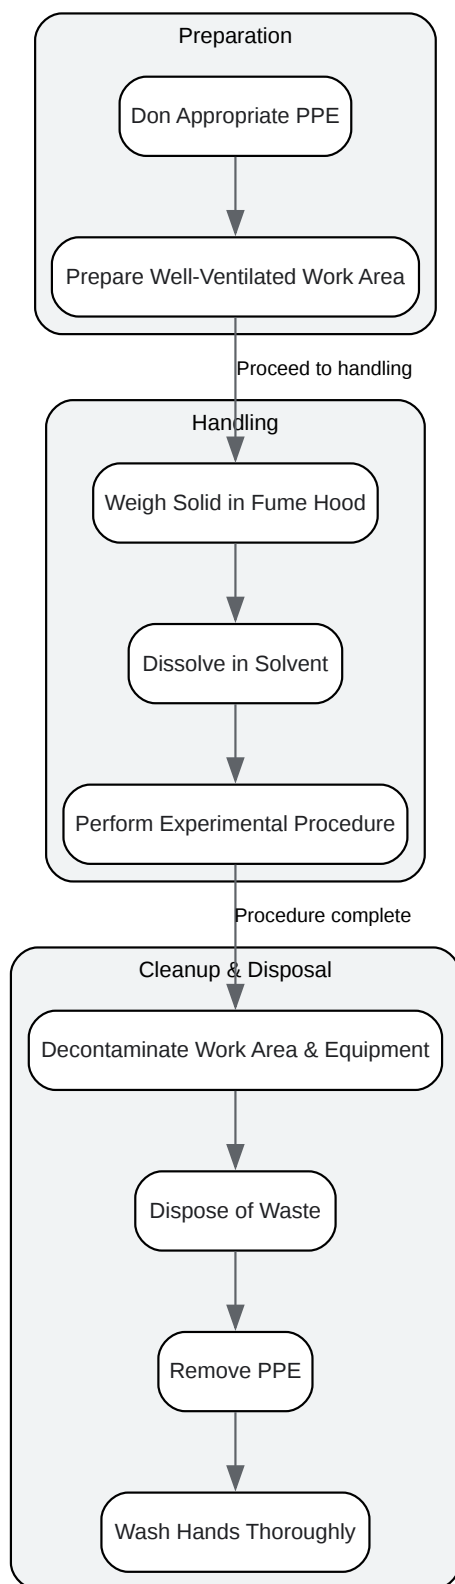 Preparation
Don Appropriate PPE
Prepare Well-Ventilated Work Area
Proceed to handling
Handling
Weigh Solid in Fume Hood
Dissolve in Solvent
Perform Experimental Procedure
Procedure complete
Cleanup & Disposal
Decontaminate Work Area & Equipment
Dispose of Waste
Remove PPE
Wash Hands Thoroughly